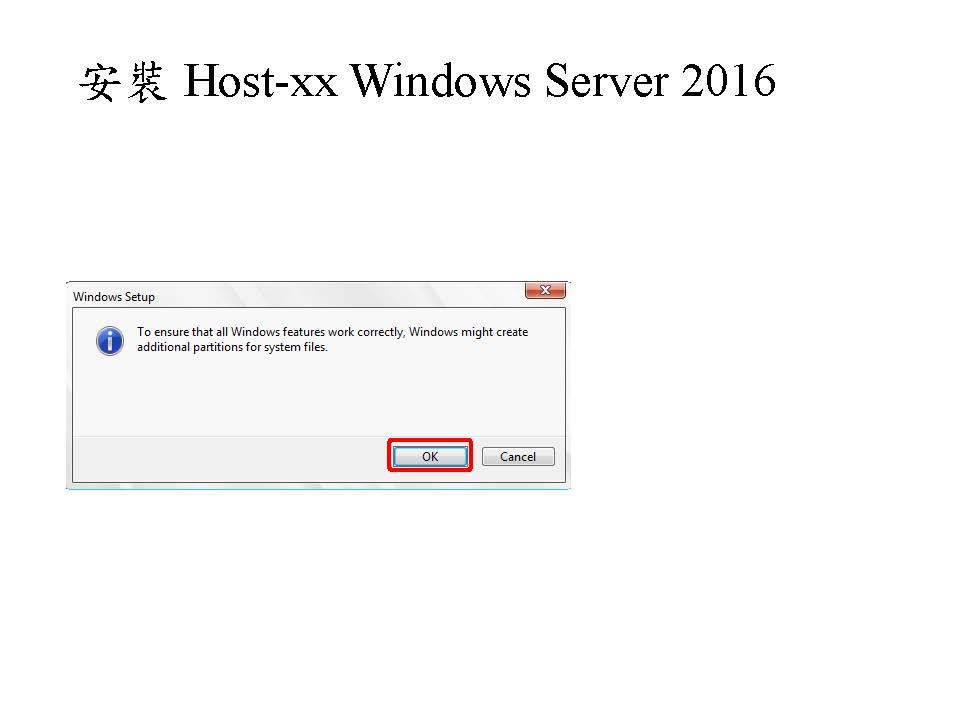 安裝 Host-xx Windows Server 2016
Windows Setup
To ensure that all Windows features work correctly, Windows might create
additional partitions for system files.
OK Cancel